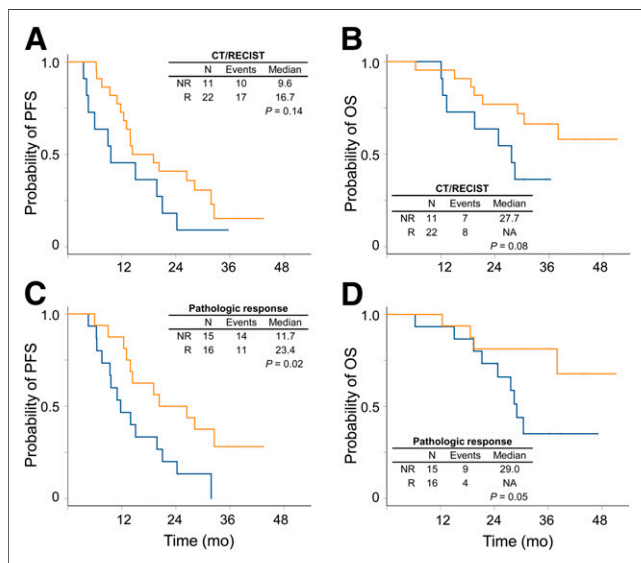 A
CT/RECIST
N Events Median
NR 11 10 9.6
R 22 17 16.7
P = 0.14
Probability of PFS
1.0
0.5
0
12 24 36 48
B
Probability of OS
1.0
0.5
0
CT/RECIST
N Events Median
NR 11 7 27.7
R 22 8 NA
P = 0.08
12 24 36 48
C
Pathologic response
N Events Median
NR 15 14 11.7
R 16 11 23.4
P = 0.02
Probability of PFS
1.0
0.5
0
12 24 36 48
Time (mo)
D
Probability of OS
1.0
0.5
0
Pathologic response
N Events Median
NR 15 9 29.0
R 16 4 NA
P = 0.05
12 24 36 48
Time (mo)